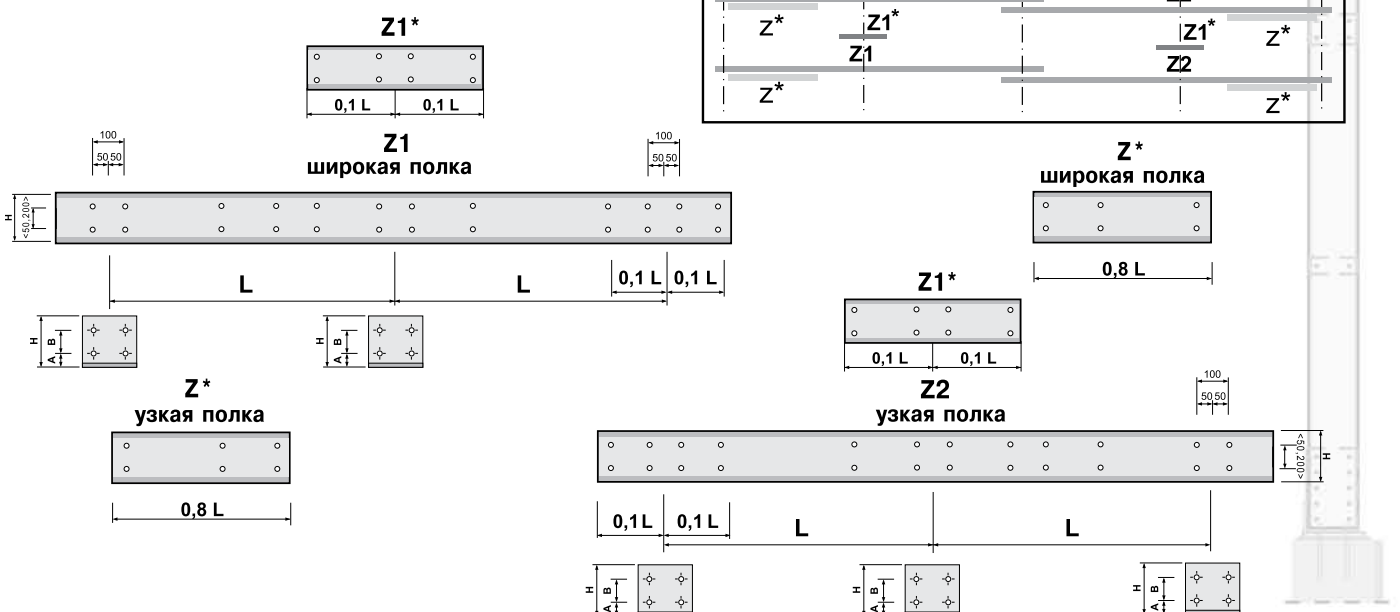 Z1*
0,1 L 0,1 L
Z* Z1* Z1* Z*
Z1 Z2
Z* Z*
100
50 50
Z1
широкая полка
100
50 50
H
<50,200>
L L 0,1 L 0,1 L
H B A
H B A
Z*
широкая полка
0,8 L
Z1*
0,1 L 0,1 L
Z*
узкая полка
0,8 L
Z2
узкая полка
100
50 50
<50,200>
H
0,1 L 0,1 L L L
H B A
H B A
H B A